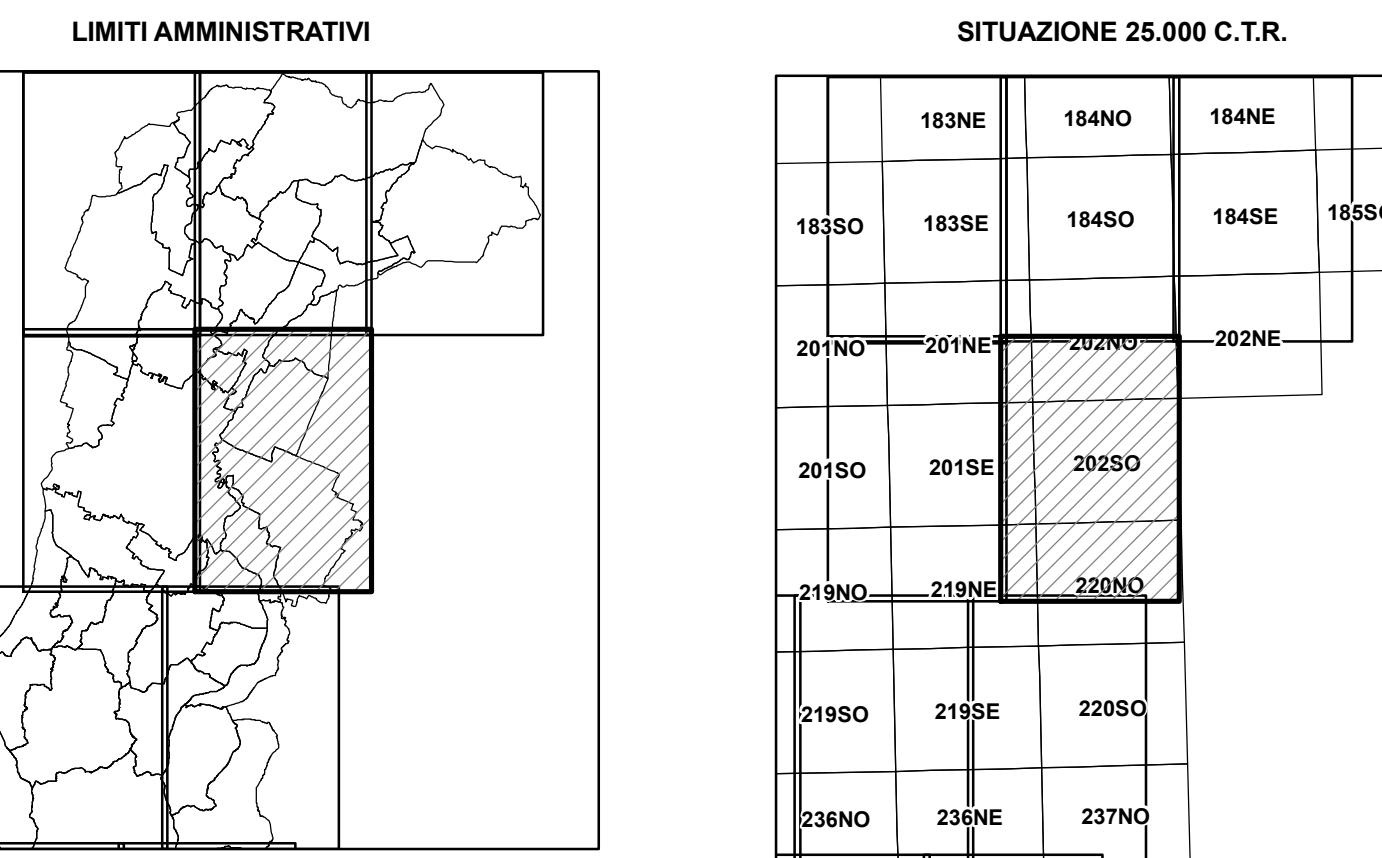 LIMITI AMMINISTRATIVI
SITUAZIONE 25.000 C.T.R.
183NE 184NO 184NE
183SO 183SE 184SO 184SE 185SO
201NO 201NE 202NO 202NE
201SO 201SE 202SO
219NO 219NE 220NO
219SO 219SE 220SO
236NO 236NE 237NO